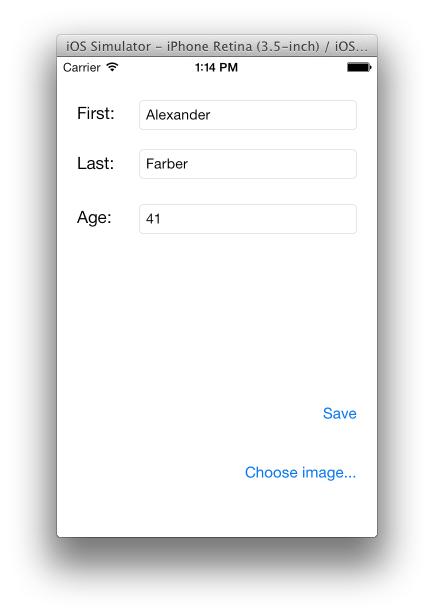 iOS Simulator - iPhone Retina (3.5-inch) / iOS...
Carrier 1:14 PM
First: Alexander
Last: Farber
Age: 41
Save
Choose image...